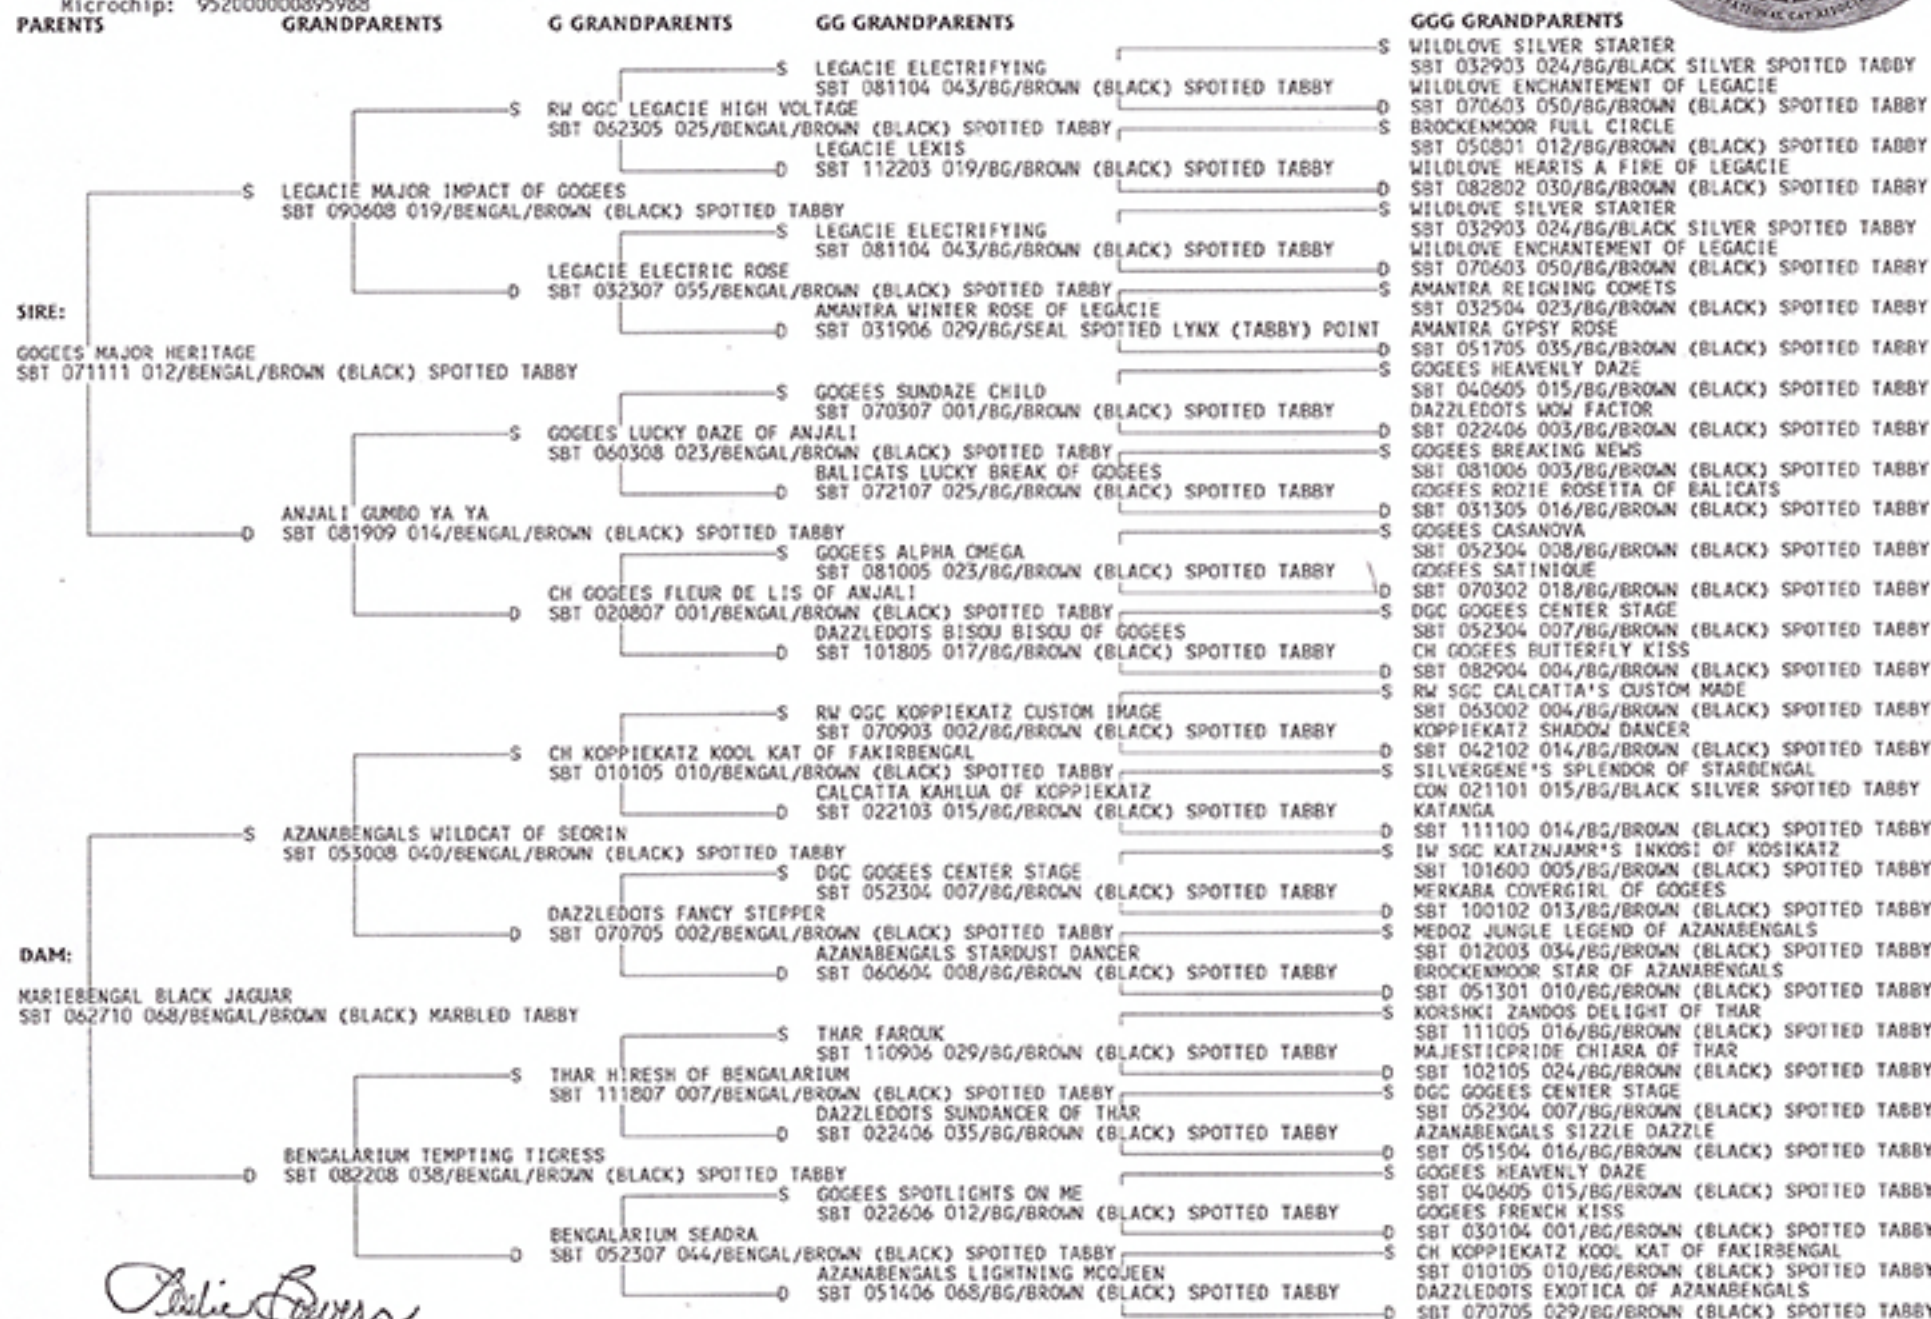 Microchip: 952000000895988
PARENTS GRANDPARENTS G GRANDPARENTS GG GRANDPARENTS GGG GRANDPARENTS
S WILDLOVE SILVER STARTER
S LEGACIE ELECTRIFYING SBT 032903 024/BG/BLACK SILVER SPOTTED TABBY
SBT 081104 043/BG/BROWN (BLACK) SPOTTED TABBY WILDLOVE ENCHANTEMENT OF LEGACIE
S RW QGC LEGACIE HIGH VOLTAGE D SBT 070603 050/BG/BROWN (BLACK) SPOTTED TABBY
SBT 062305 025/BENGAL/BROWN (BLACK) SPOTTED TABBY S BROCKENMOOR FULL CIRCLE
LEGACIE LEXIS SBT 050801 012/BG/BROWN (BLACK) SPOTTED TABBY
D SBT 112203 019/BG/BROWN (BLACK) SPOTTED TABBY WILDLOVE HEARTS A FIRE OF LEGACIE
S LEGACIE MAJOR IMPACT OF GOGEES D SBT 082802 030/BG/BROWN (BLACK) SPOTTED TABBY
SBT 090608 019/BENGAL/BROWN (BLACK) SPOTTED TABBY S WILDLOVE SILVER STARTER
S LEGACIE ELECTRIFYING SBT 032903 024/BG/BLACK SILVER SPOTTED TABBY
SBT 081104 043/BG/BROWN (BLACK) SPOTTED TABBY WILDLOVE ENCHANTEMENT OF LEGACIE
LEGACIE ELECTRIC ROSE D SBT 070603 050/BG/BROWN (BLACK) SPOTTED TABBY
D SBT 032307 055/BENGAL/BROWN (BLACK) SPOTTED TABBY S AMANTRA REIGNING COMETS
SIRE: AMANTRA WINTER ROSE OF LEGACIE SBT 032504 023/BG/BROWN (BLACK) SPOTTED TABBY
D SBT 031906 029/BG/SEAL SPOTTED LYNX (TABBY) POINT AMANTRA GYPSY ROSE
GOGEES MAJOR HERITAGE D SBT 051705 035/BG/BROWN (BLACK) SPOTTED TABBY
SBT 071111 012/BENGAL/BROWN (BLACK) SPOTTED TABBY S GOGEES HEAVENLY DAZE
S GOGEES SUNDAZE CHILD SBT 040605 015/BG/BROWN (BLACK) SPOTTED TABBY
SBT 070307 001/BG/BROWN (BLACK) SPOTTED TABBY DAZZLEDOTS WOW FACTOR
S GOGEES LUCKY DAZE OF ANJALI D SBT 022406 003/BG/BROWN (BLACK) SPOTTED TABBY
SBT 060308 023/BENGAL/BROWN (BLACK) SPOTTED TABBY S GOGEES BREAKING NEWS
BALICATS LUCKY BREAK OF GOGEES SBT 081006 003/BG/BROWN (BLACK) SPOTTED TABBY
D SBT 072107 025/BG/BROWN (BLACK) SPOTTED TABBY GOGEES ROZIE ROSETTA OF BALICATS
ANJALI GUMBO YA YA D SBT 031305 016/BG/BROWN (BLACK) SPOTTED TABBY
D SBT 081909 014/BENGAL/BROWN (BLACK) SPOTTED TABBY S GOGEES CASANOVA
S GOGEES ALPHA OMEGA SBT 052304 008/BG/BROWN (BLACK) SPOTTED TABBY
SBT 081005 023/BG/BROWN (BLACK) SPOTTED TABBY GOGEES SATINIQUE
CH GOGEES FLEUR DE LIS OF ANJALI D SBT 070302 018/BG/BROWN (BLACK) SPOTTED TABBY
D SBT 020807 001/BENGAL/BROWN (BLACK) SPOTTED TABBY S DGC GOGEES CENTER STAGE
DAZZLEDOTS BISOU BISOU OF GOGEES SBT 052304 007/BG/BROWN (BLACK) SPOTTED TABBY
D SBT 101805 017/BG/BROWN (BLACK) SPOTTED TABBY CH GOGEES BUTTERFLY KISS
D SBT 082904 004/BG/BROWN (BLACK) SPOTTED TABBY
S RW SGC CALCATTA'S CUSTOM MADE
S RW QGC KOPPIEKATZ CUSTOM IMAGE SBT 063002 004/BG/BROWN (BLACK) SPOTTED TABBY
SBT 070903 002/BG/BROWN (BLACK) SPOTTED TABBY KOPPIEKATZ SHADOW DANCER
S CH KOPPIEKATZ KOOL KAT OF FAKIRBENGAL D SBT 042102 014/BG/BROWN (BLACK) SPOTTED TABBY
SBT 010105 010/BENGAL/BROWN (BLACK) SPOTTED TABBY S SILVERGENE'S SPLENDOR OF STARBENGAL
CALCATTA KAHLUA OF KOPPIEKATZ CON 021101 015/BG/BLACK SILVER SPOTTED TABBY
D SBT 022103 015/BG/BROWN (BLACK) SPOTTED TABBY KATANGA
S AZANABENGALS WILDCAT OF SEORIN D SBT 111100 014/BG/BROWN (BLACK) SPOTTED TABBY
SBT 053008 040/BENGAL/BROWN (BLACK) SPOTTED TABBY S IW SGC KATZNJAMR'S INKOSI OF KOSIKATZ
S DGC GOGEES CENTER STAGE SBT 101600 005/BG/BROWN (BLACK) SPOTTED TABBY
SBT 052304 007/BG/BROWN (BLACK) SPOTTED TABBY MERKABA COVERGIRL OF GOGEES
DAZZLEDOTS FANCY STEPPER D SBT 100102 013/BG/BROWN (BLACK) SPOTTED TABBY
D SBT 070705 002/BENGAL/BROWN (BLACK) SPOTTED TABBY S MEDOZ JUNGLE LEGEND OF AZANABENGALS
DAM: AZANABENGALS STARDUST DANCER SBT 012003 034/BG/BROWN (BLACK) SPOTTED TABBY
D SBT 060604 008/BG/BROWN (BLACK) SPOTTED TABBY BROCKENMOOR STAR OF AZANABENGALS
MARIEBENGAL BLACK JAGUAR D SBT 051301 010/BG/BROWN (BLACK) SPOTTED TABBY
SBT 062710 068/BENGAL/BROWN (BLACK) MARBLED TABBY S KORSHKI ZANDOS DELIGHT OF THAR
S THAR FAROUK SBT 111005 016/BG/BROWN (BLACK) SPOTTED TABBY
SBT 110906 029/BG/BROWN (BLACK) SPOTTED TABBY MAJESTICPRIDE CHIARA OF THAR
S THAR HIRESH OF BENGALARIUM D SBT 102105 024/BG/BROWN (BLACK) SPOTTED TABBY
SBT 111807 007/BENGAL/BROWN (BLACK) SPOTTED TABBY S DGC GOGEES CENTER STAGE
DAZZLEDOTS SUNDANCER OF THAR SBT 052304 007/BG/BROWN (BLACK) SPOTTED TABBY
D SBT 022406 035/BG/BROWN (BLACK) SPOTTED TABBY AZANABENGALS SIZZLE DAZZLE
BENGALARIUM TEMPTING TIGRESS D SBT 051504 016/BG/BROWN (BLACK) SPOTTED TABBY
D SBT 082208 038/BENGAL/BROWN (BLACK) SPOTTED TABBY S GOGEES HEAVENLY DAZE
S GOGEES SPOTLIGHTS ON ME SBT 040605 015/BG/BROWN (BLACK) SPOTTED TABBY
SBT 022606 012/BG/BROWN (BLACK) SPOTTED TABBY GOGEES FRENCH KISS
BENGALARIUM SEADRA D SBT 030104 001/BG/BROWN (BLACK) SPOTTED TABBY
D SBT 052307 044/BENGAL/BROWN (BLACK) SPOTTED TABBY S CH KOPPIEKATZ KOOL KAT OF FAKIRBENGAL
AZANABENGALS LIGHTNING MCQUEEN SBT 010105 010/BG/BROWN (BLACK) SPOTTED TABBY
D SBT 051406 068/BG/BROWN (BLACK) SPOTTED TABBY DAZZLEDOTS EXOTICA OF AZANABENGALS
D SBT 070705 029/BG/BROWN (BLACK) SPOTTED TABBY